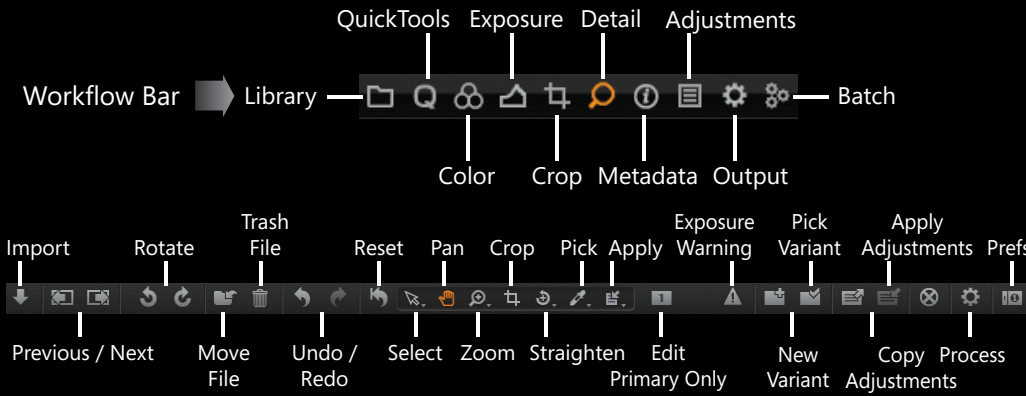 QuickTools Exposure Detail Adjustments
Workflow Bar Library Q i Batch
Color Crop Metadata Output
Trash
File
Exposure
Warning
Pick
Variant
Apply
Adjustments
Import Rotate Reset Pan Crop Pick Apply Prefs
1
Previous / Next
Move
File
Undo /
Redo
Select Zoom Straighten
Edit
Primary Only
New
Variant
Copy
Adjustments
Process